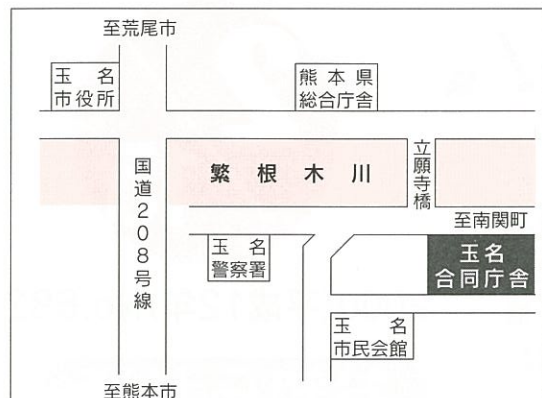 至荒尾市
玉名
市役所
熊本県
総合庁舎
国道208号線
繁根木川
立願寺橋
至南関町
玉名
警察署
玉名
合同庁舎
玉名
市民会館
至熊本市